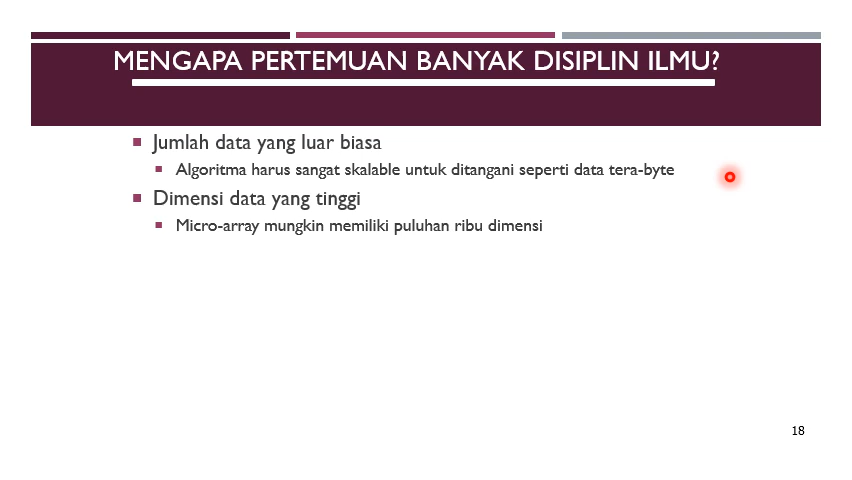 MENGAPA PERTEMUAN BANYAK DISIPLIN ILMU?
Jumlah data yang luar biasa
Algoritma harus sangat skalable untuk ditangani seperti data tera-byte
Dimensi data yang tinggi
Micro-array mungkin memiliki puluhan ribu dimensi
18